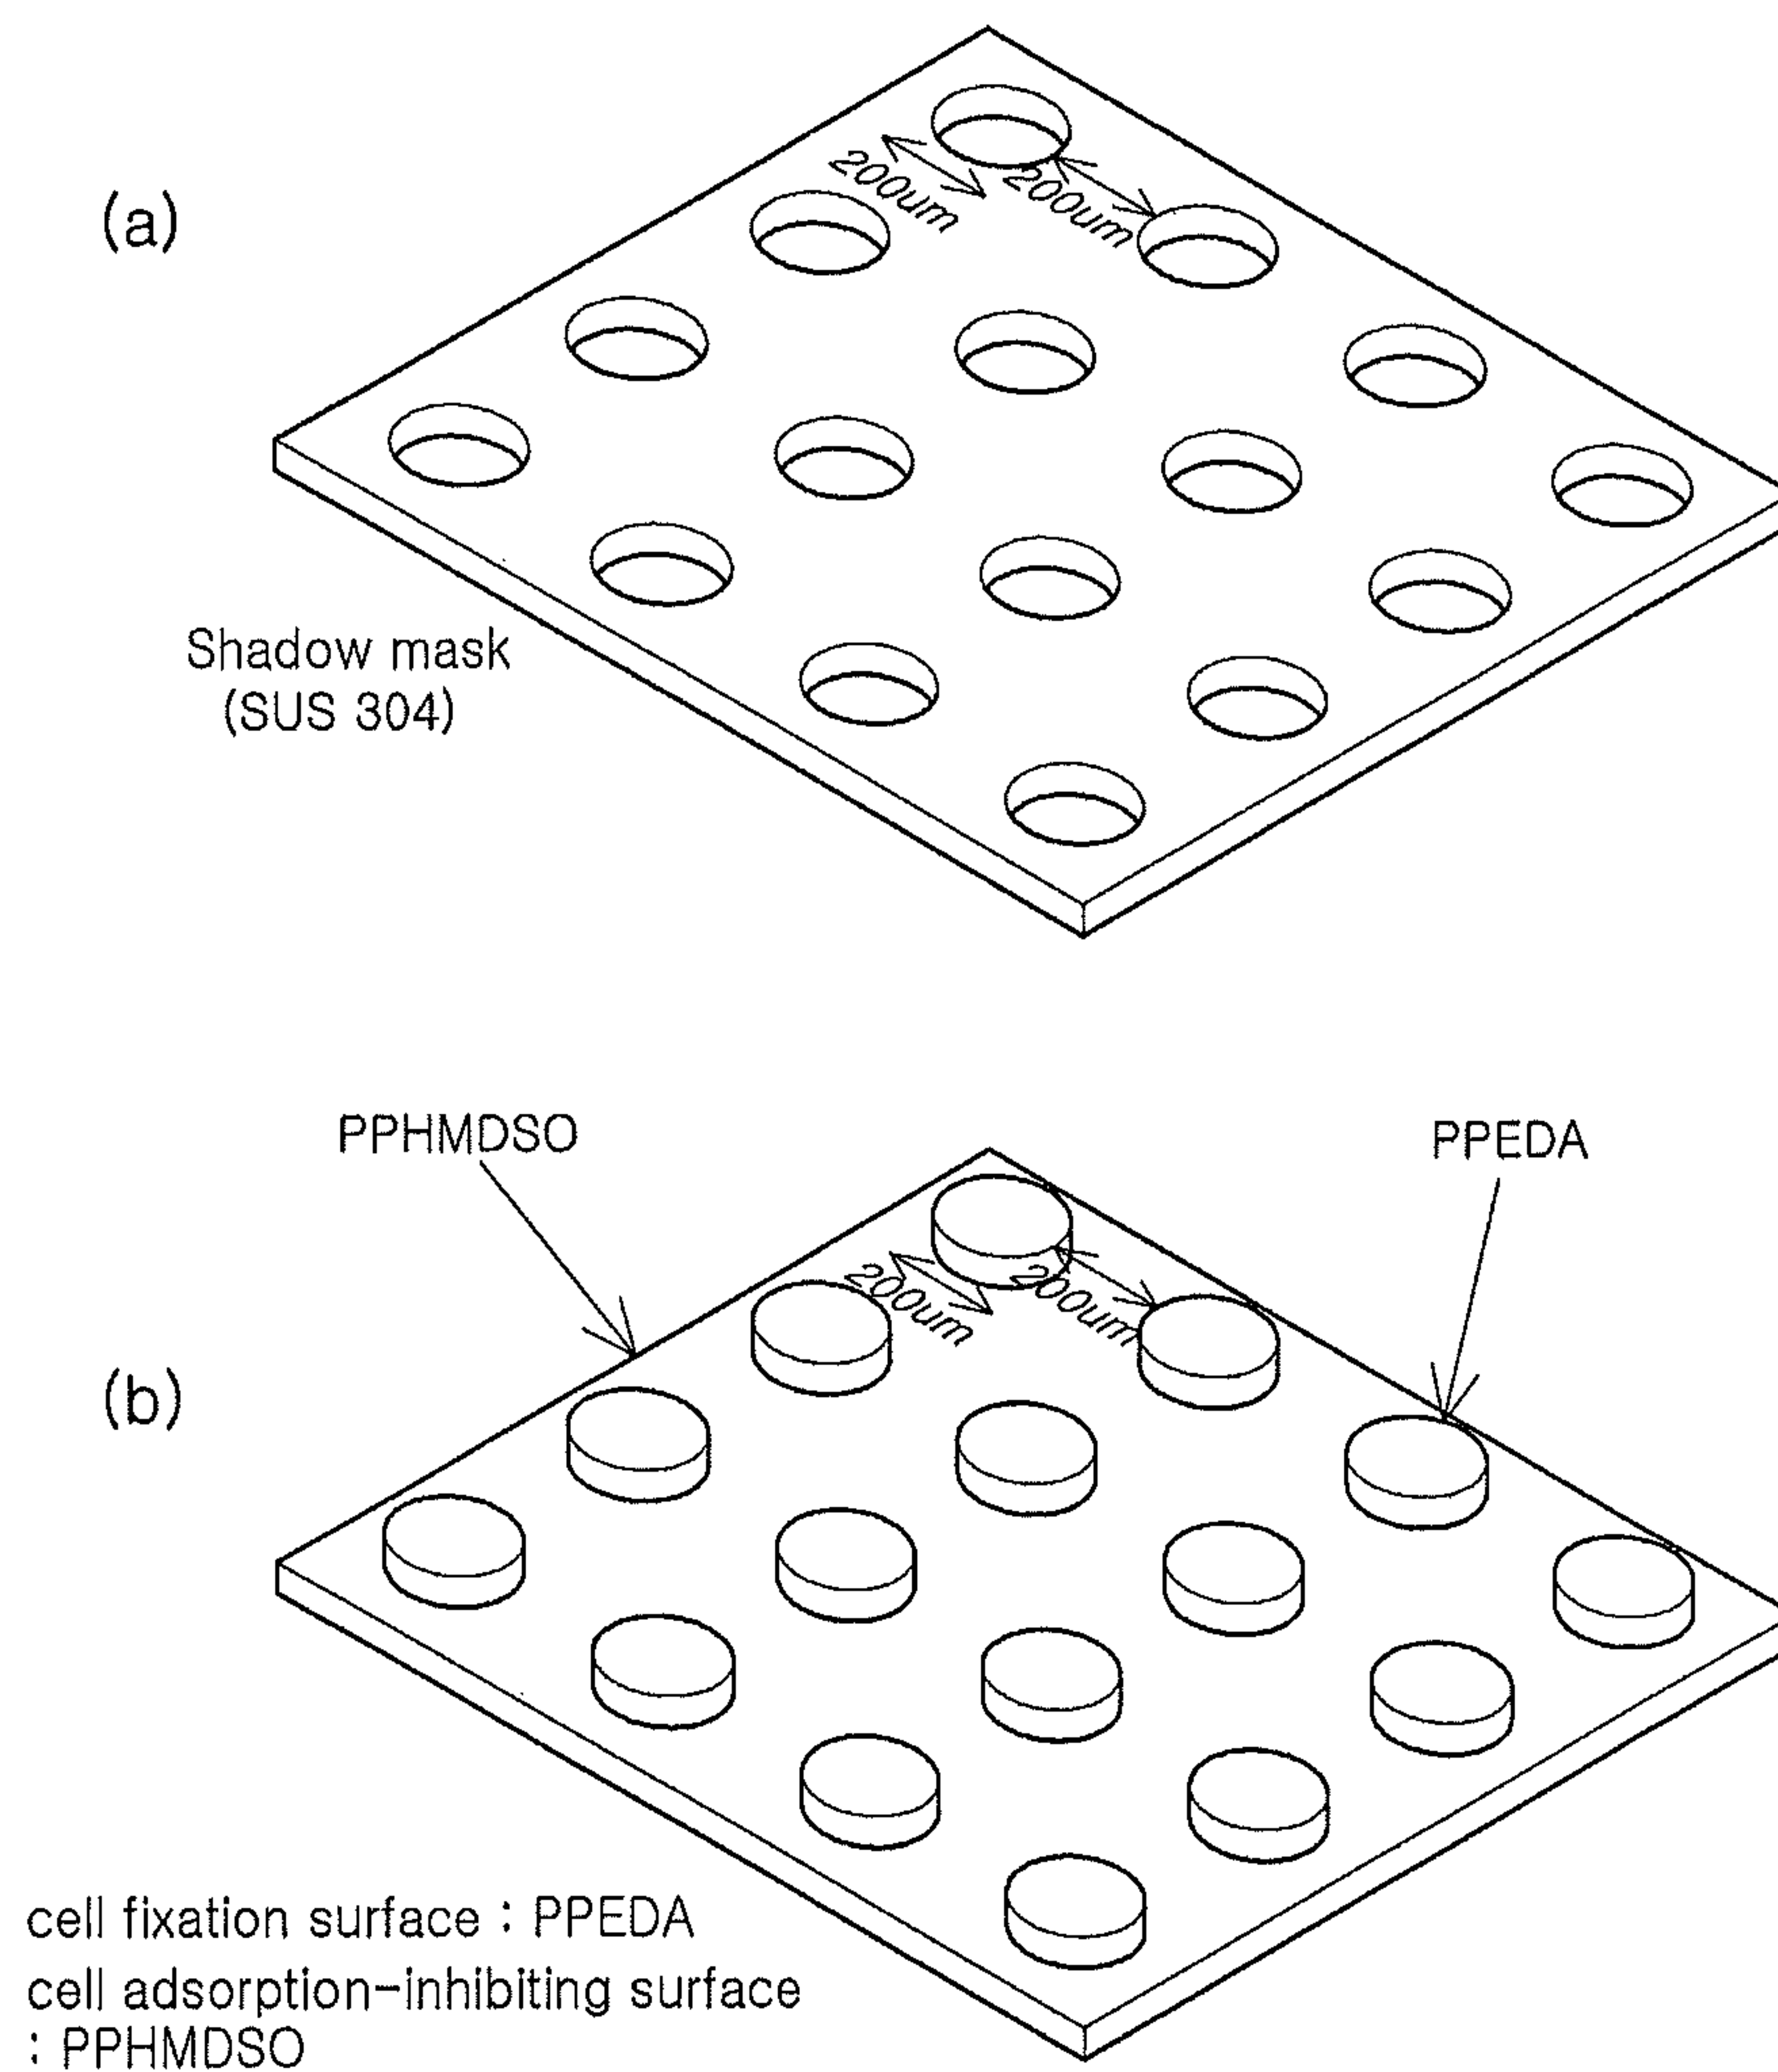 (a)
200um
200um
Shadow mask
(SUS 304)
PPHMDSO
PPEDA
200um
200um
(b)
cell fixation surface : PPEDA
cell adsorption-inhibiting surface
: PPHMDSO